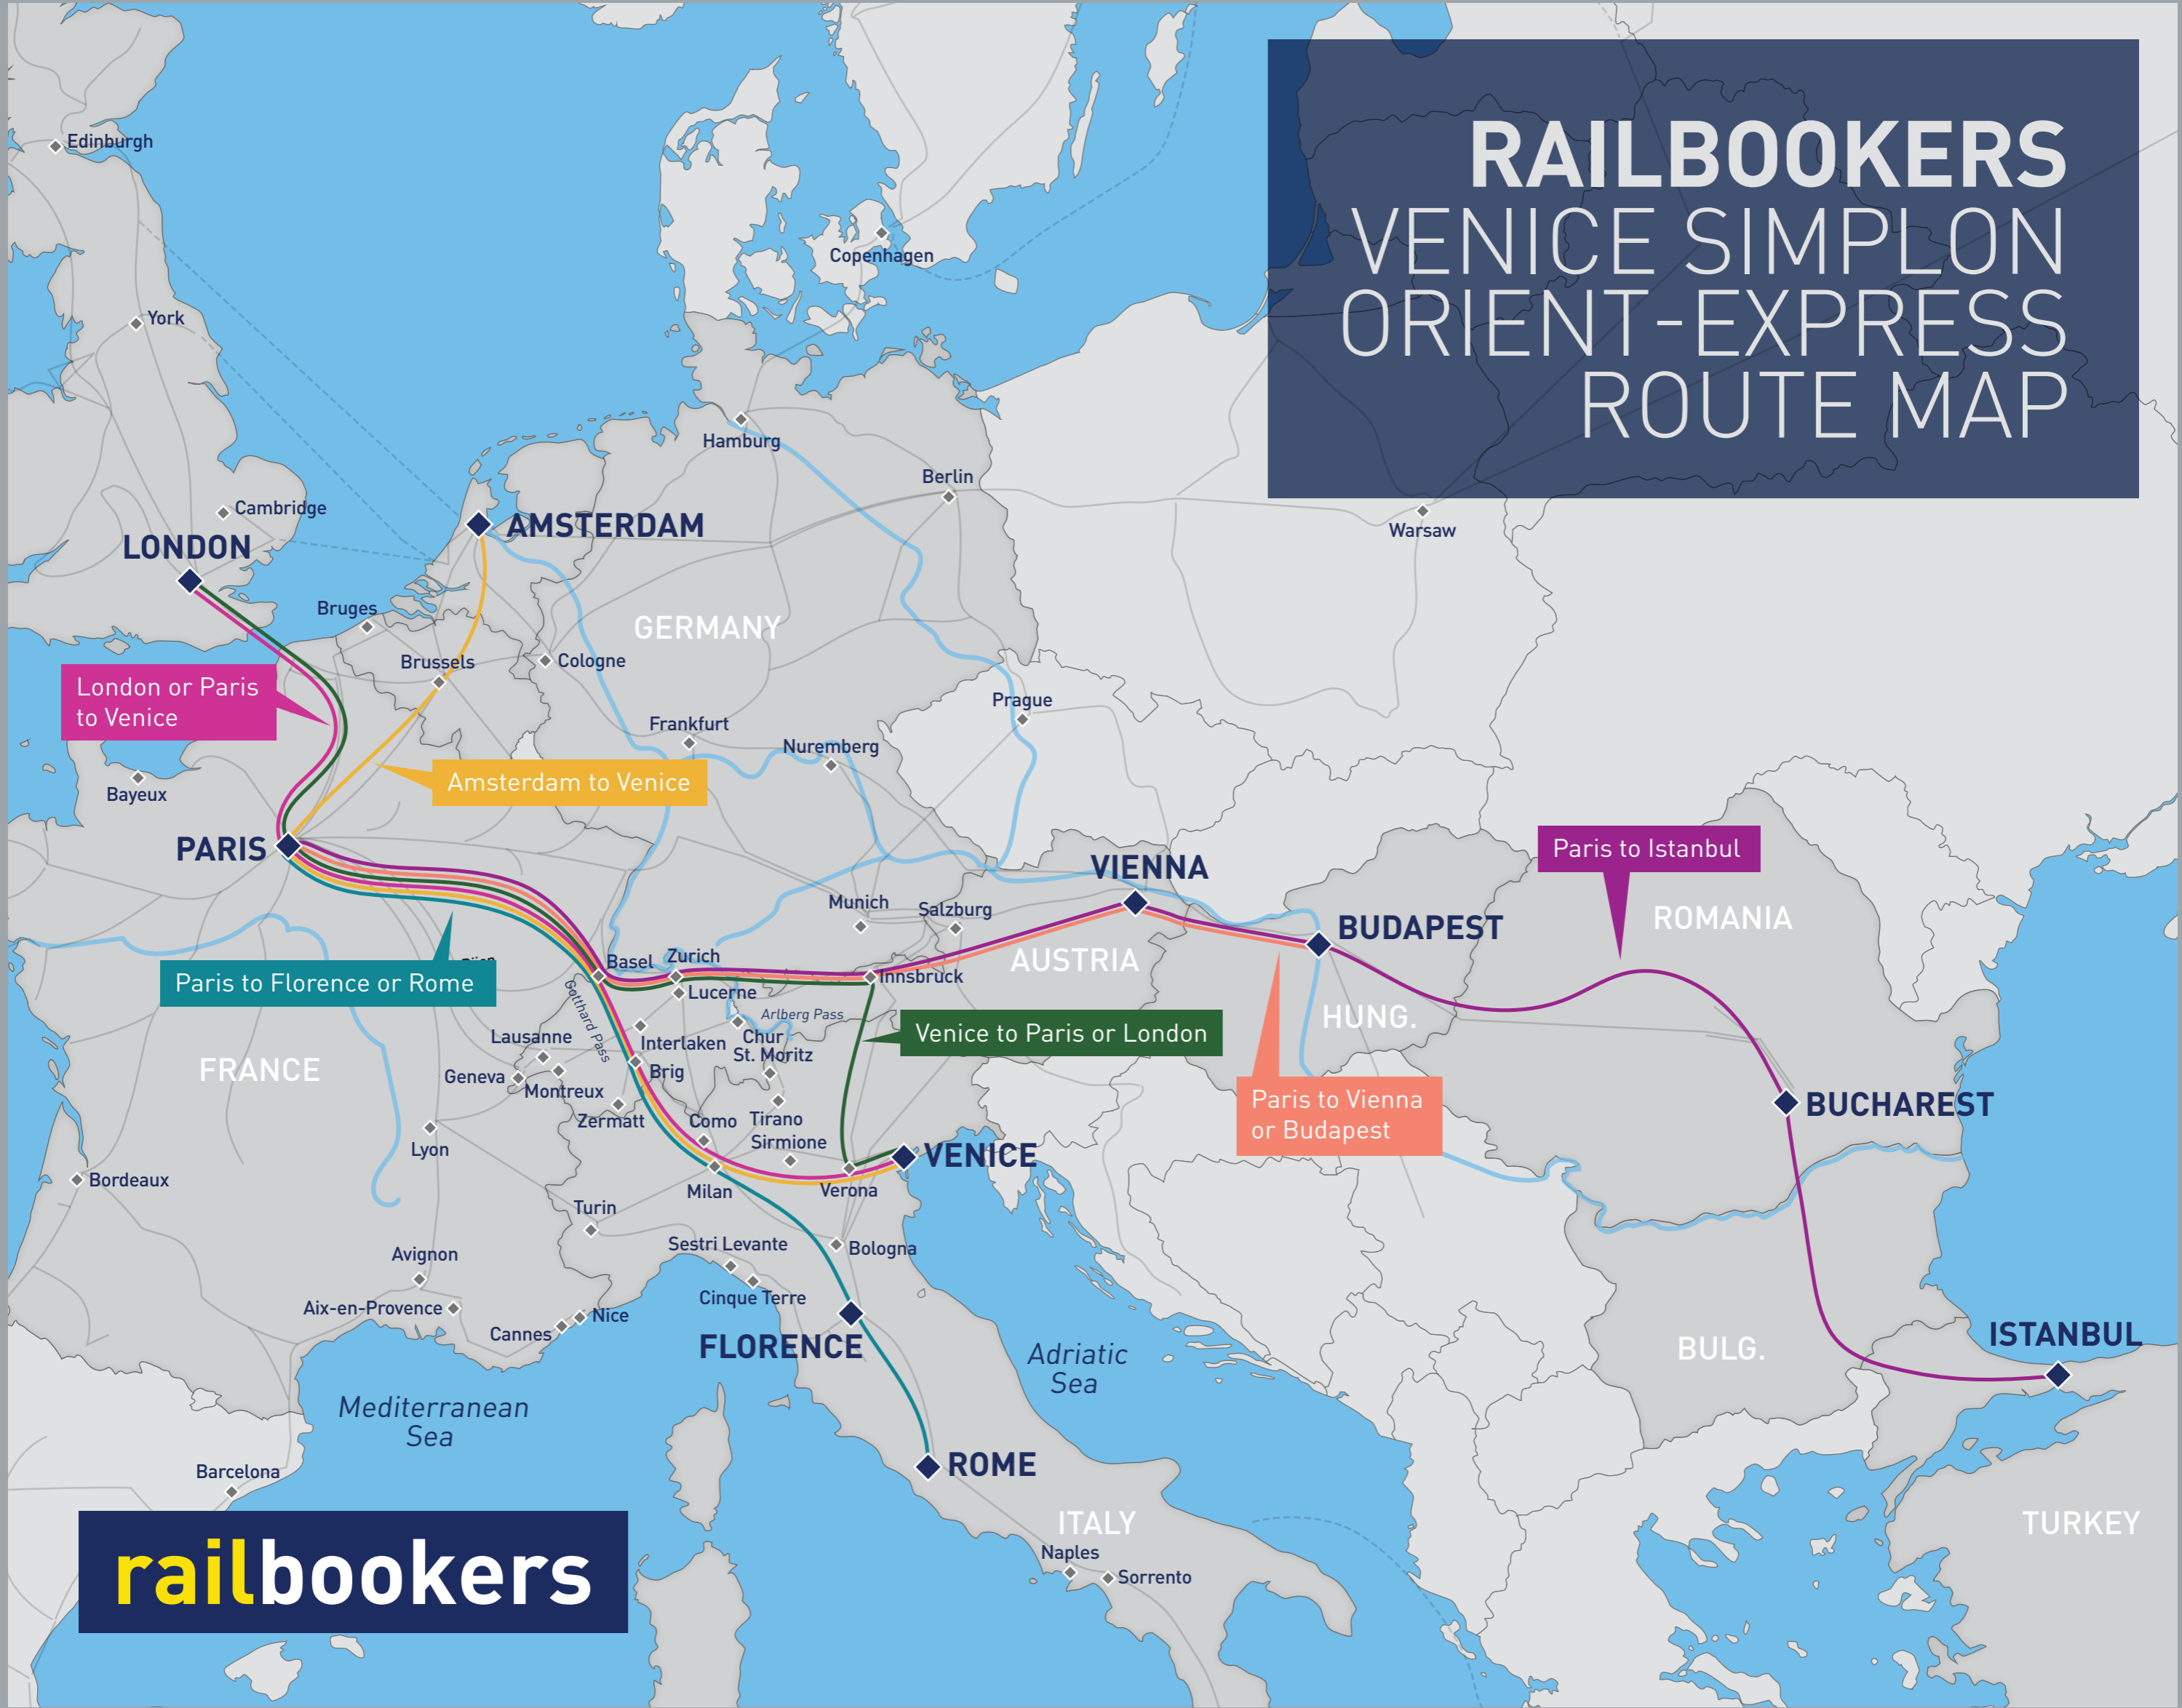 RAILBOOKERS
VENICE SIMPLON
ORIENT-EXPRESS
ROUTE MAP
Edinburgh
York
Copenhagen
Hamburg
Berlin
Warsaw
Cambridge
LONDON
AMSTERDAM
Bruges
GERMANY
Brussels
Cologne
London or Paris
to Venice
Prague
Frankfurt
Nuremberg
Bayeux
Amsterdam to Venice
PARIS
VIENNA
Paris to Istanbul
Munich
Salzburg
BUDAPEST
ROMANIA
Paris to Florence or Rome
Basel
Zurich
AUSTRIA
Innsbruck
Lucerne
Gotthard Pass
Arlberg Pass
HUNG.
Venice to Paris or London
Lausanne
Interlaken
Chur
St. Moritz
FRANCE
Geneva
Montreux
Brig
Zermatt
Como
Tirano
Sirmione
Paris to Vienna
or Budapest
BUCHAREST
Lyon
VENICE
Bordeaux
Milan
Verona
Turin
Sestri Levante
Bologna
Avignon
Cinque Terre
Aix-en-Provence
Nice
Cannes
FLORENCE
Adriatic
Sea
BULG.
ISTANBUL
Mediterranean
Sea
Barcelona
ROME
ITALY
TURKEY
Naples
Sorrento
railbookers